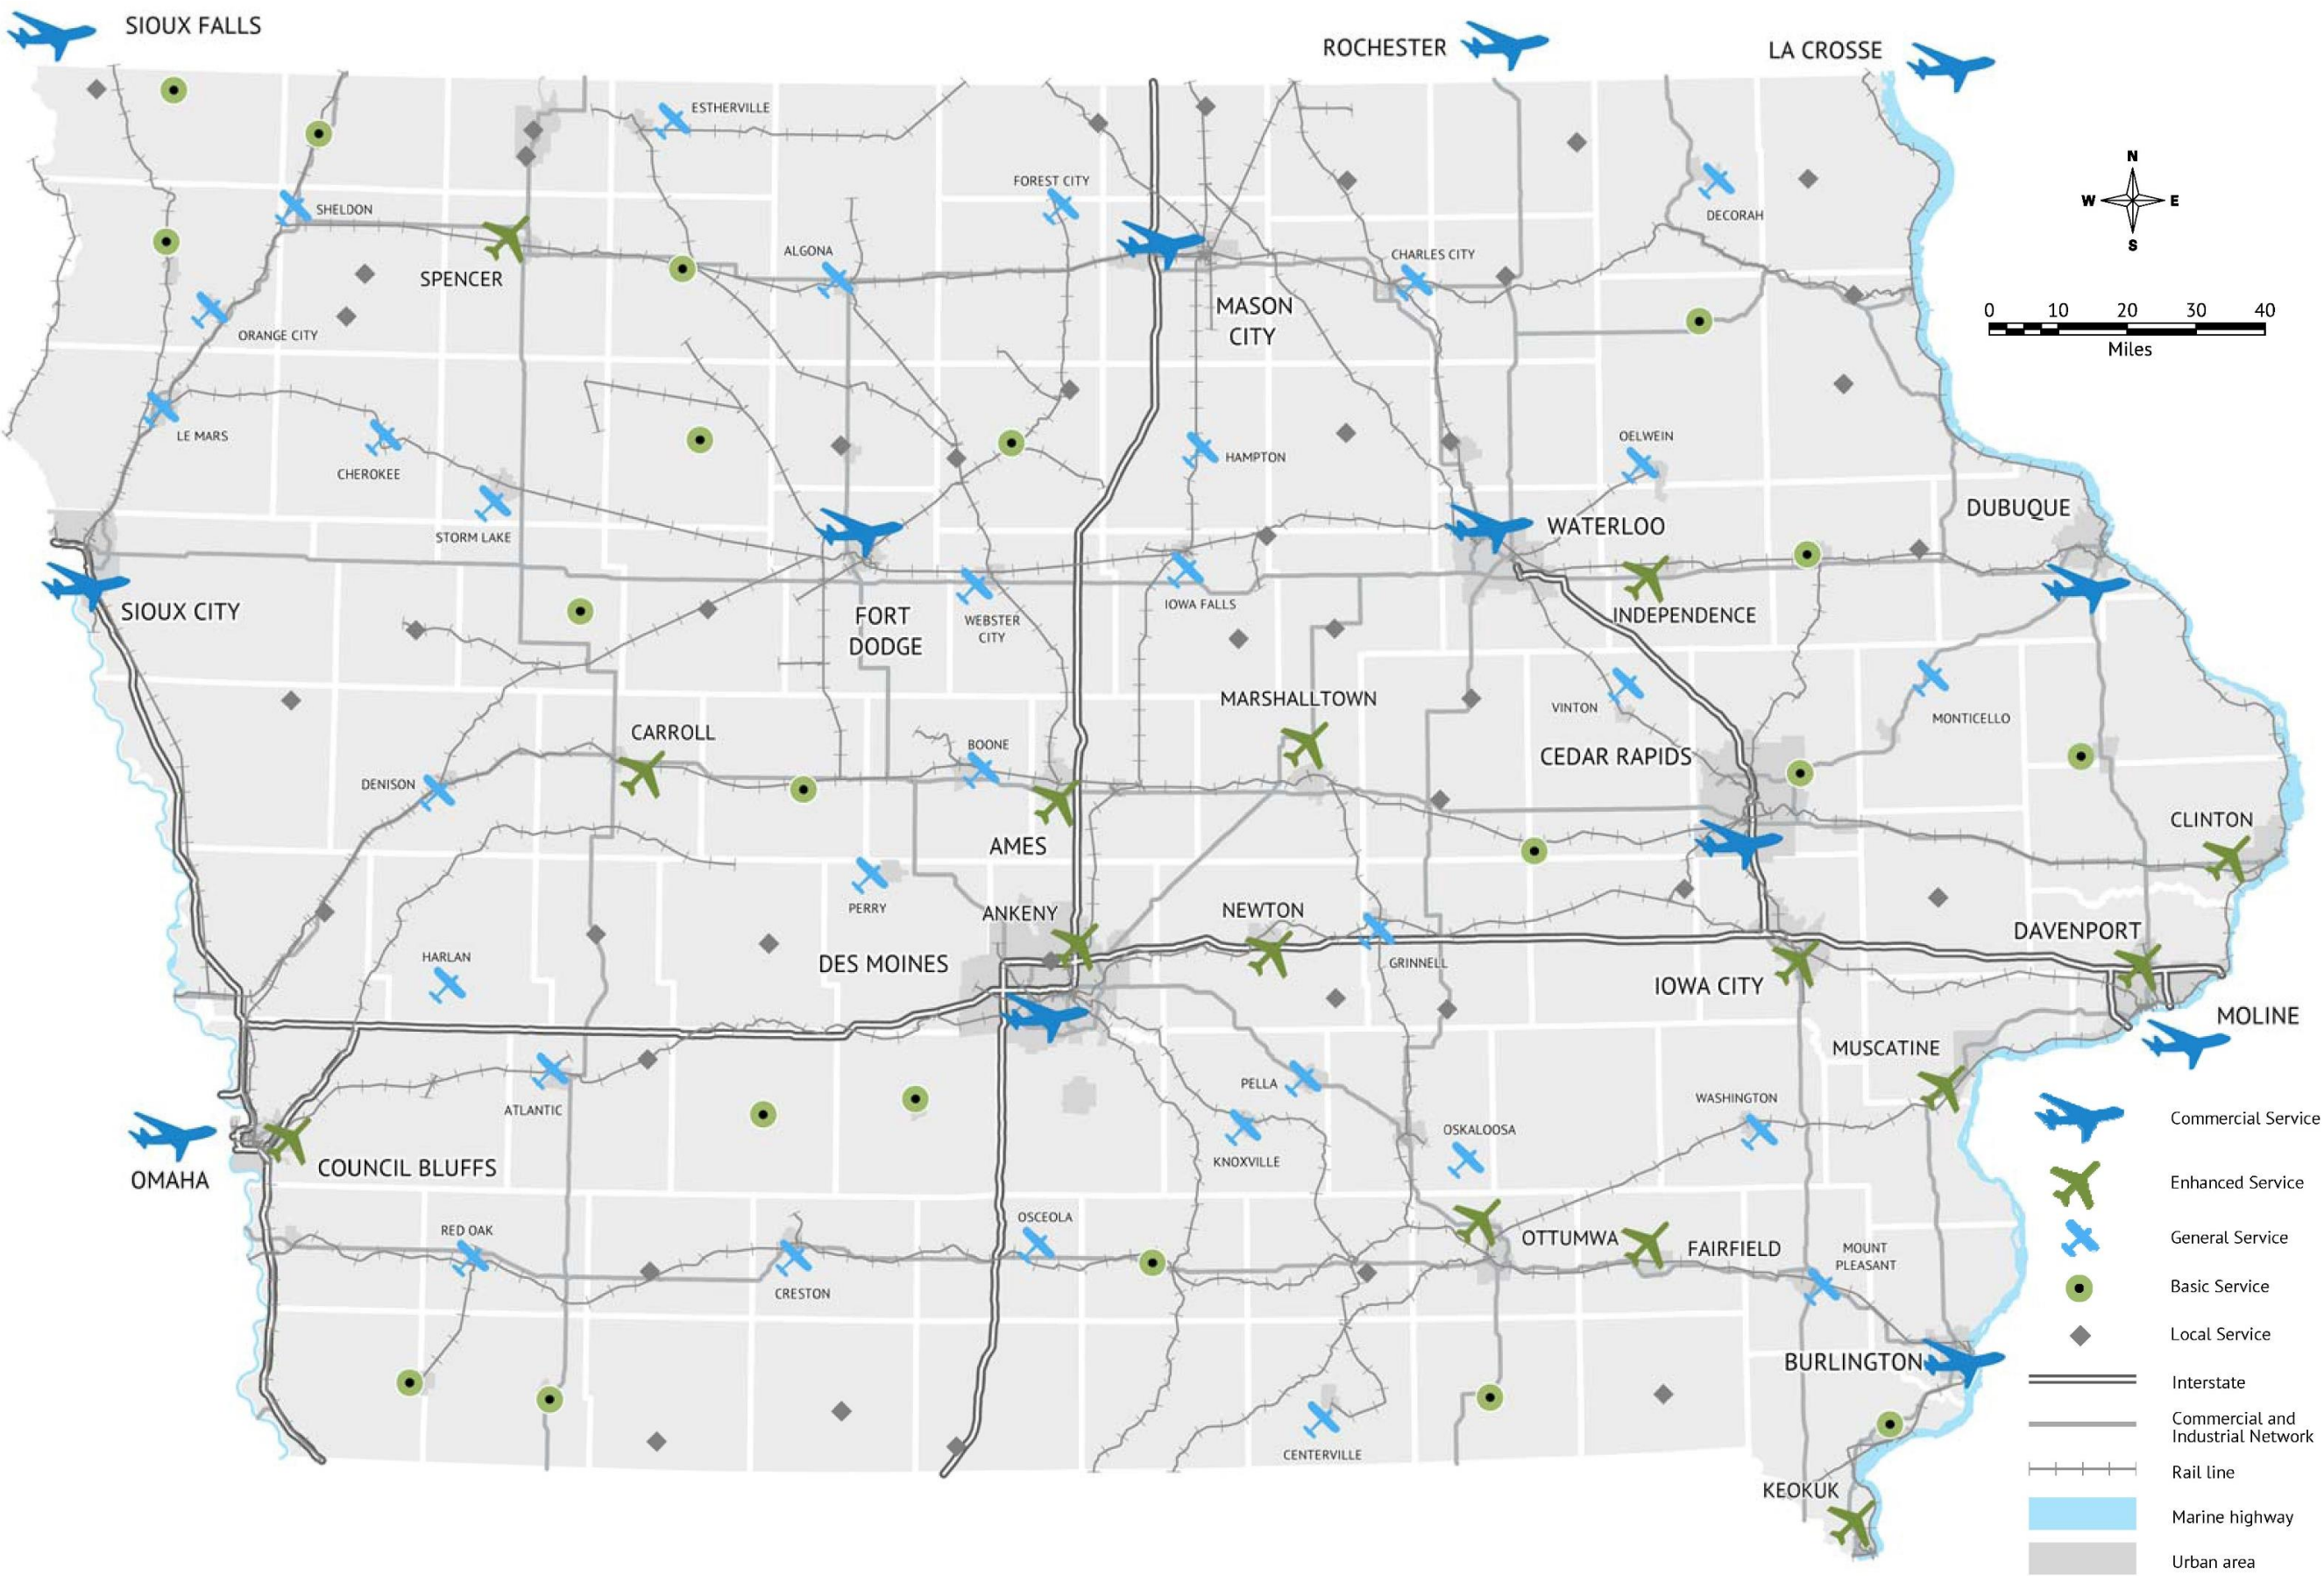 SIOUX FALLS
ROCHESTER
LA CROSSE
ESTHERVILLE
N
W E
S
FOREST CITY
SHELDON
DECORAH
ALGONA
CHARLES CITY
SPENCER
MASON
CITY
0 10 20 30 40
Miles
ORANGE CITY
LE MARS
OELWEIN
HAMPTON
CHEROKEE
DUBUQUE
WATERLOO
STORM LAKE
IOWA FALLS
SIOUX CITY
FORT
DODGE
WEBSTER
CITY
INDEPENDENCE
MARSHALLTOWN
VINTON
MONTICELLO
CARROLL
BOONE
CEDAR RAPIDS
DENISON
CLINTON
AMES
PERRY
ANKENY
NEWTON
DAVENPORT
HARLAN
DES MOINES
GRINNELL
IOWA CITY
MOLINE
MUSCATINE
PELLA
ATLANTIC
WASHINGTON
OSKALOOSA
KNOXVILLE
OMAHA
COUNCIL BLUFFS
RED OAK
OSCEOLA
OTTUMWA
FAIRFIELD
MOUNT
PLEASANT
CRESTON
BURLINGTON
CENTERVILLE
KEOKUK
Commercial Service
Enhanced Service
General Service
Basic Service
Local Service
Interstate
Commercial and
Industrial Network
Rail line
Marine highway
Urban area